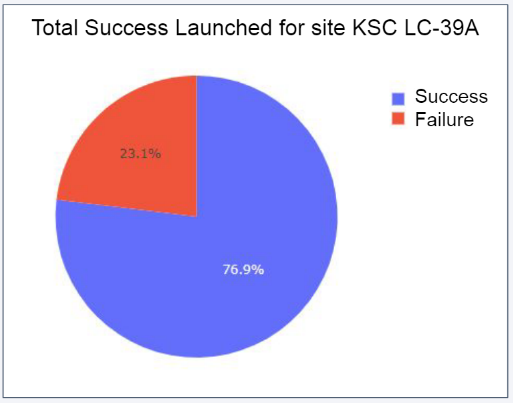 Total Success Launched for site KSC LC-39A
Success
Failure
23.1%
76.9%